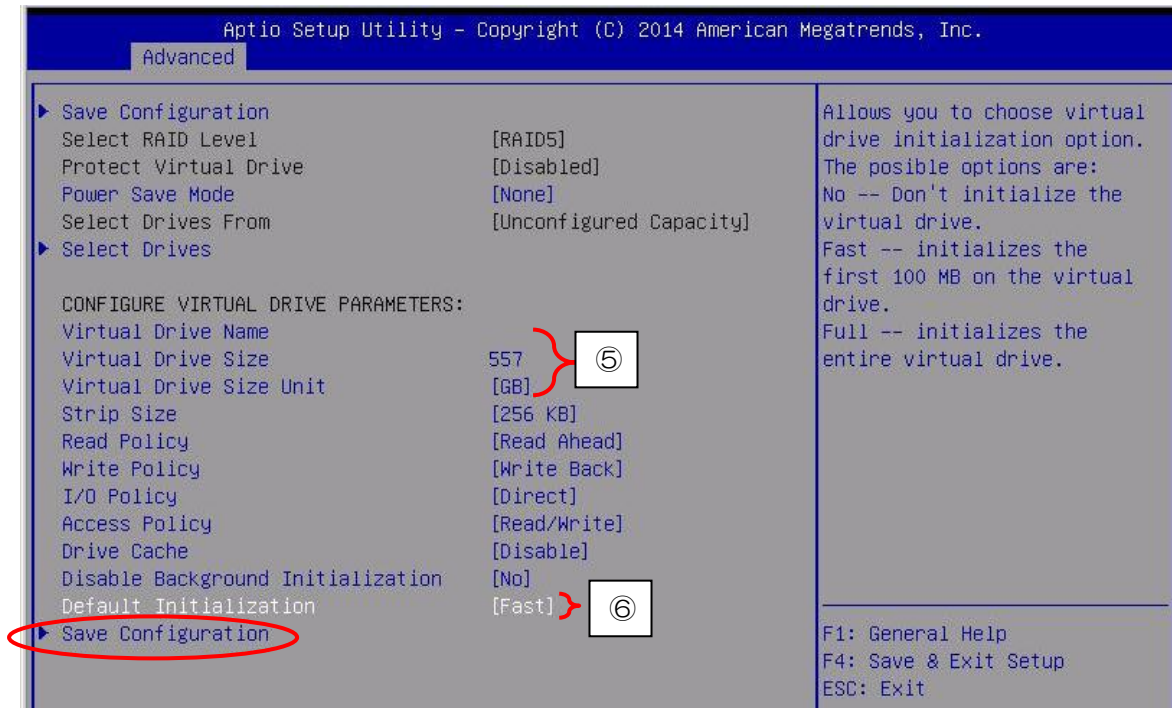 Aptio Setup Utility – Copyright (C) 2014 American Megatrends, Inc.
Advanced
Save Configuration
Select RAID Level [RAID5]
Protect Virtual Drive [Disabled]
Power Save Mode [None]
Select Drives From [Unconfigured Capacity]
Select Drives
CONFIGURE VIRTUAL DRIVE PARAMETERS:
Virtual Drive Name
Virtual Drive Size 557
Virtual Drive Size Unit [GB]
⑤
Strip Size [256 KB]
Read Policy [Read Ahead]
Write Policy [Write Back]
I/O Policy [Direct]
Access Policy [Read/Write]
Drive Cache [Disable]
Disable Background Initialization [No]
Default Initialization [Fast]
⑥
Save Configuration
Allows you to choose virtual
drive initialization option.
The posible options are:
No -- Don't initialize the
virtual drive.
Fast -- initializes the
first 100 MB on the virtual
drive.
Full -- initializes the
entire virtual drive.
F1: General Help
F4: Save & Exit Setup
ESC: Exit